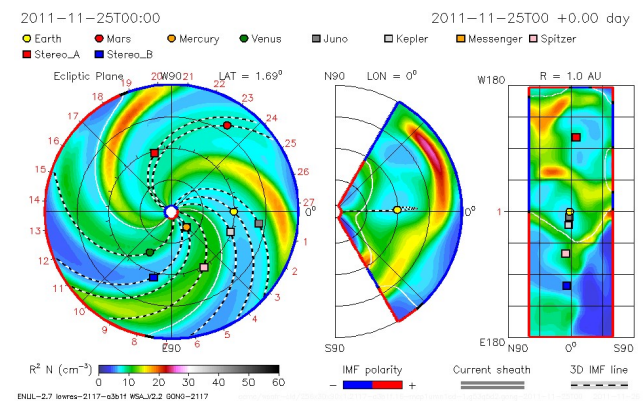 2011-11-25T00:00 2011-11-25T00 +0.00 day
Earth Mars Mercury Venus Juno Kepler Messenger Spitzer
Stereo_A Stereo_B
Ecliptic Plane W90 LAT = 1.69° N90 LON = 0° W180 R = 1.0 AU
19 20 21 22
18 23
17 24
16 25
15 26
14 27
13 0° 0° 1
12 1
11 2
10 3
9 8 7 6 5 4
E90 S90 E180 N90 0° S90
R² N (cm⁻³) 0 10 20 30 40 50 60
- IMF polarity + Current sheath 3D IMF line
ENLIL-2.7 lowres-2117-a3b1f WSA_V2.2 GONG-2117